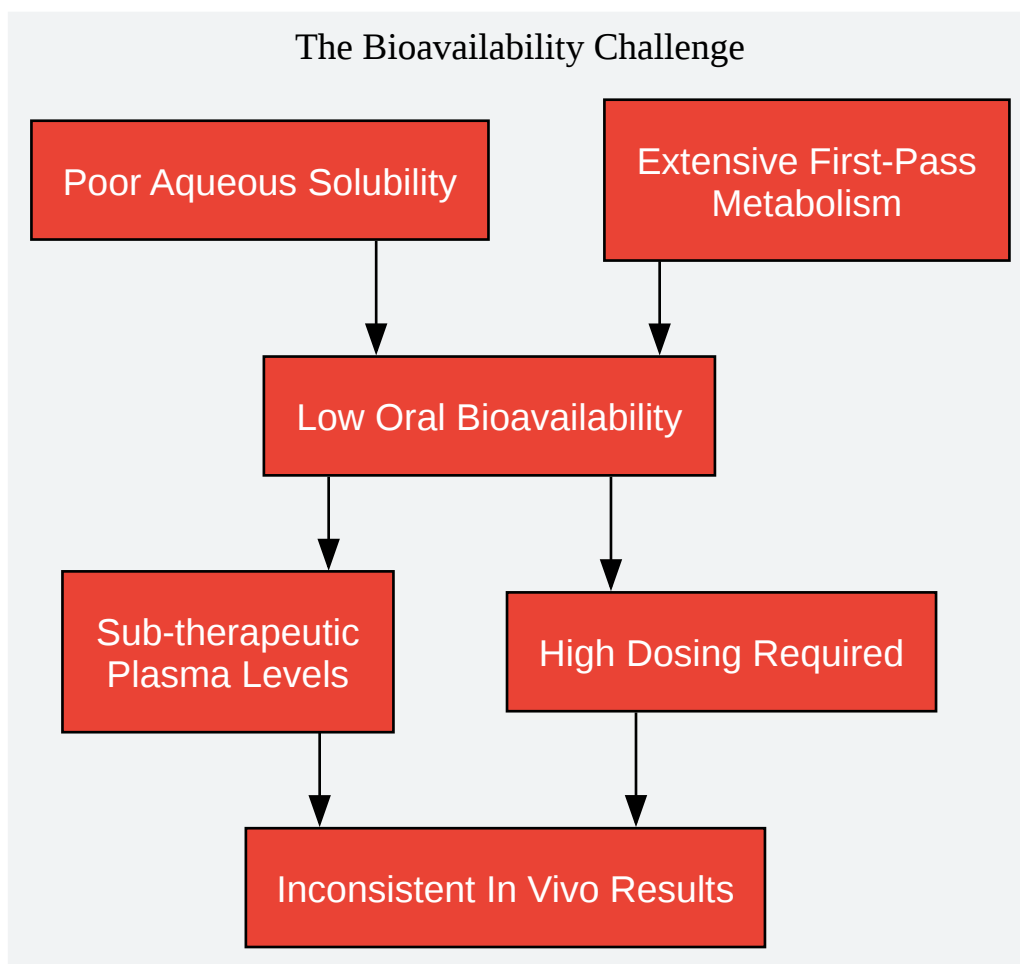 The Bioavailability Challenge
Poor Aqueous Solubility
Extensive First-Pass
Metabolism
Low Oral Bioavailability
Sub-therapeutic
Plasma Levels
High Dosing Required
Inconsistent In Vivo Results